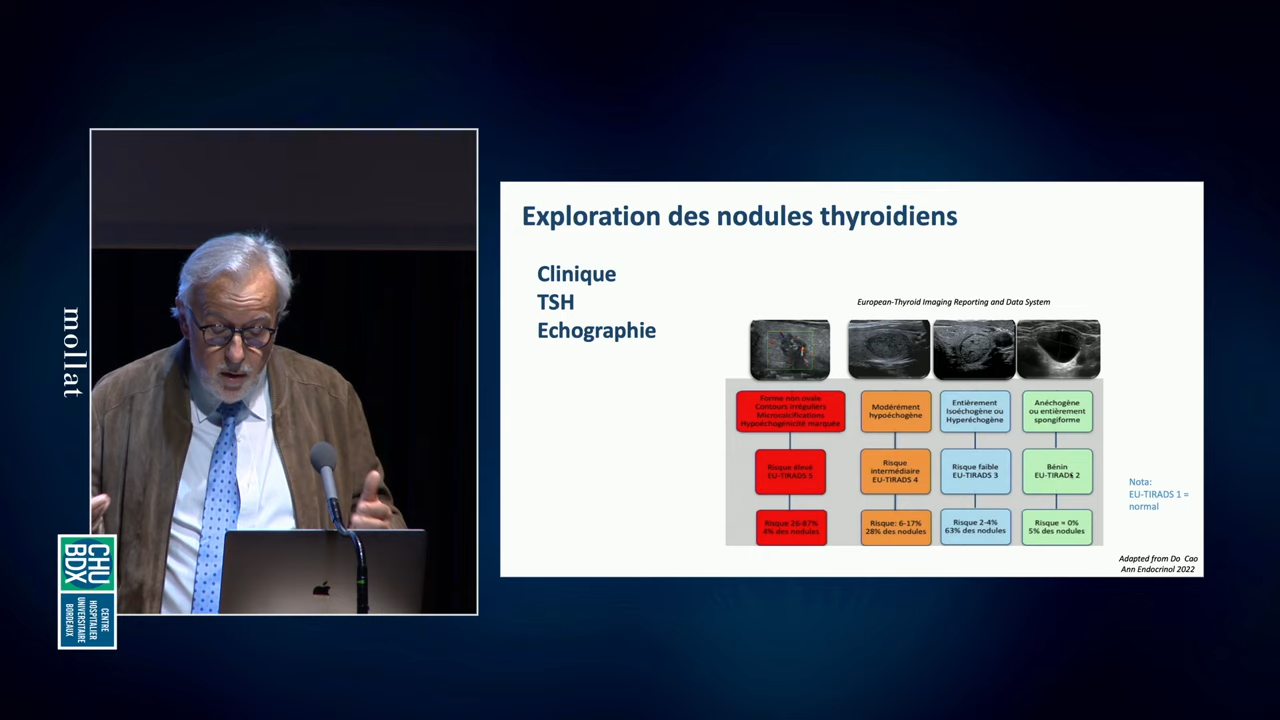 mollat
CHU
BDX
CENTRE
HOSPITALIER
UNIVERSITAIRE
BORDEAUX
Exploration des nodules thyroidiens
Clinique
TSH
Echographie
European-Thyroid Imaging Reporting and Data System
Forme non ovale
Contours irréguliers
Microcalcifications
Hypoéchogénicité marquée
Modérément
hypoéchogène
Entièrement
Isoéchogène ou
Hyperéchogène
Anéchogène
ou entièrement
spongiforme
Risque élevé
EU-TIRADS 5
Risque
intermédiaire
EU-TIRADS 4
Risque faible
EU-TIRADS 3
Bénin
EU-TIRADS 2
Risque 26-87%
4% des nodules
Risque: 6-17%
28% des nodules
Risque 2-4%
63% des nodules
Risque ≈ 0%
5% des nodules
Nota:
EU-TIRADS 1 =
normal
Adapted from Do Cao
Ann Endocrinol 2022